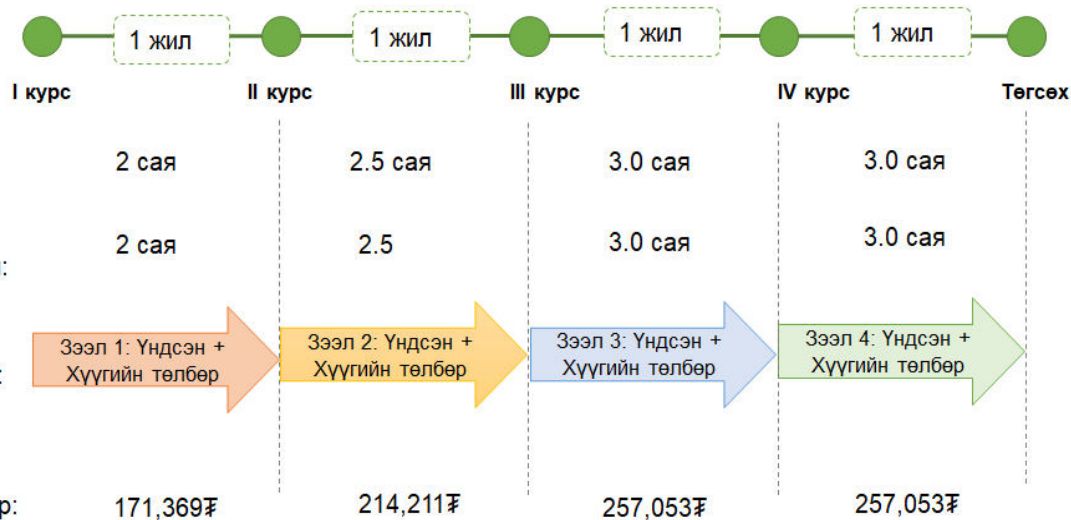 1 жил 1 жил 1 жил 1 жил
I курс II курс III курс IV курс Төгсөх
2 сая 2.5 сая 3.0 сая 3.0 сая
2 сая 2.5 3.0 сая 3.0 сая
Зээл 1: Үндсэн + Зээл 2: Үндсэн + Зээл 3: Үндсэн + Зээл 4: Үндсэн +
Хүүгийн төлбөр Хүүгийн төлбөр Хүүгийн төлбөр Хүүгийн төлбөр
171,369₮ 214,211₮ 257,053₮ 257,053₮